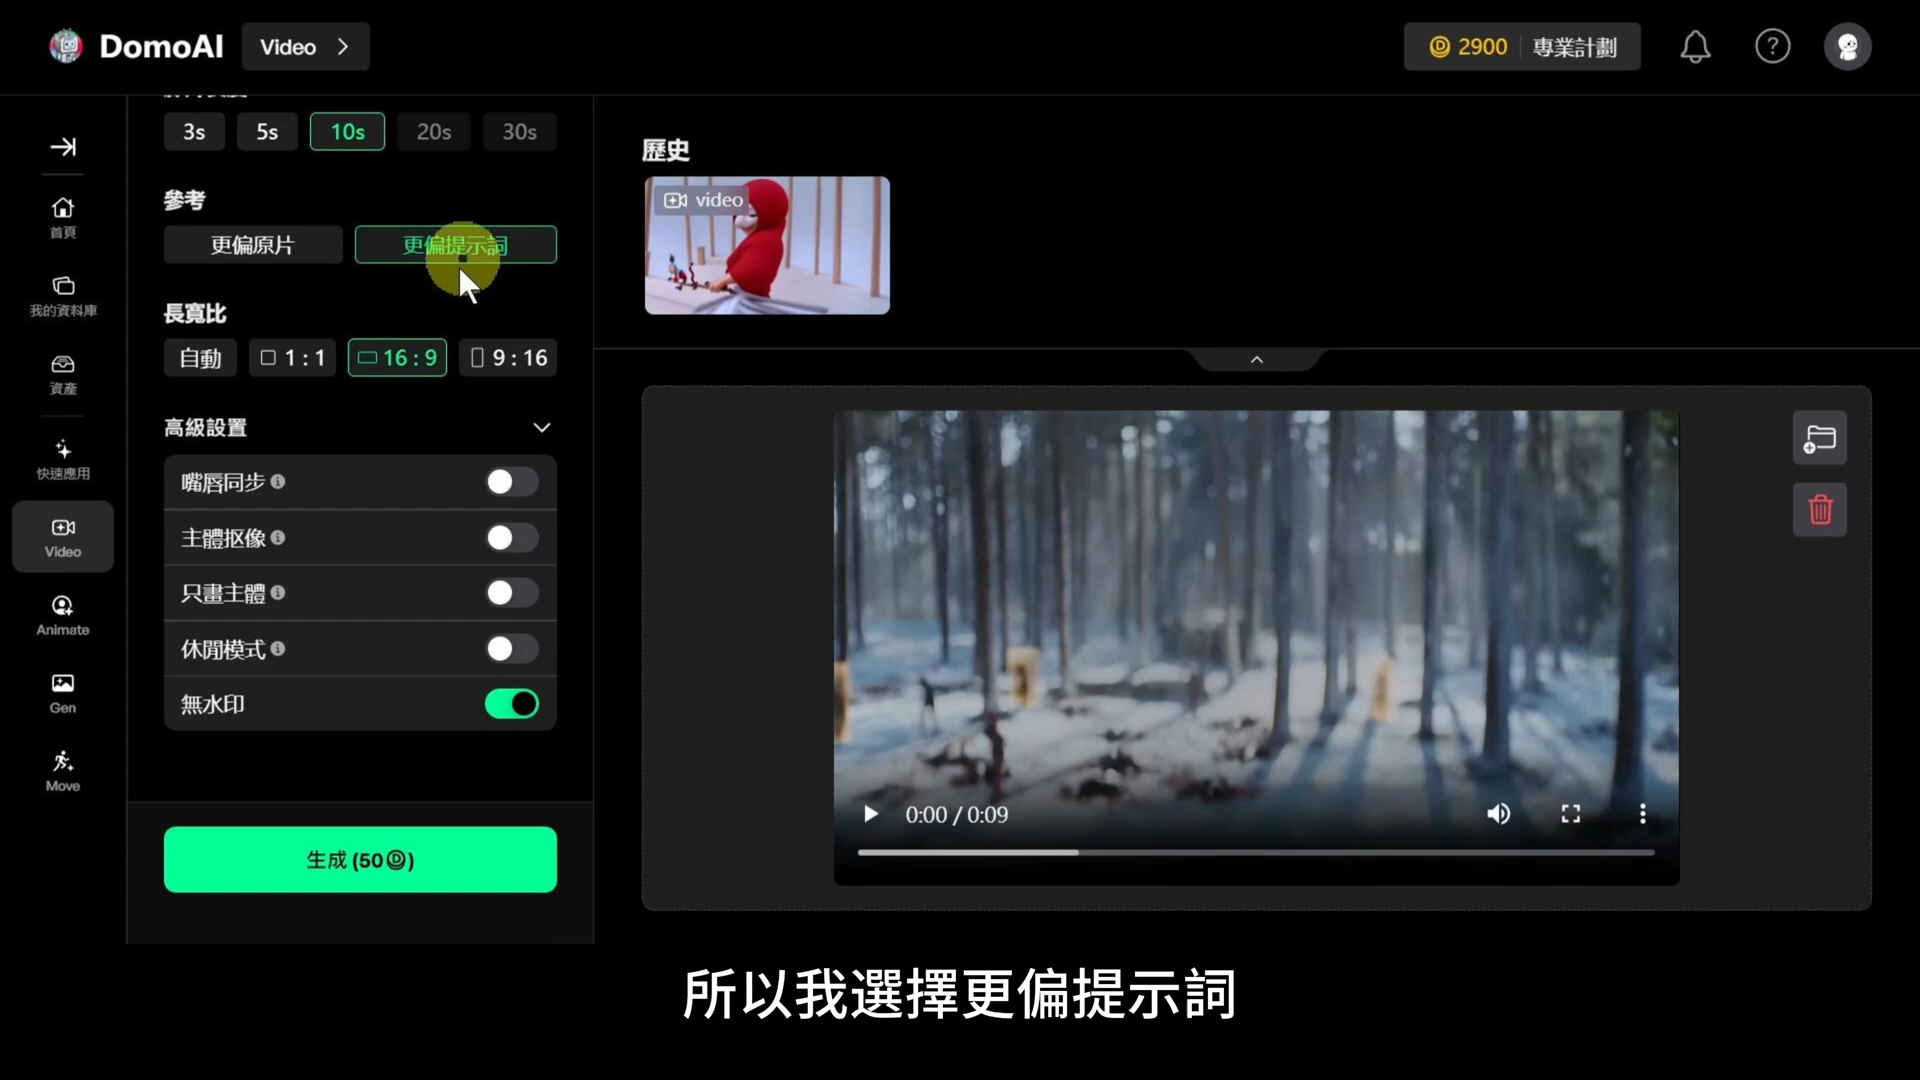 DomoAI
Video
2900
專業計劃
3s
5s
10s
20s
30s
參考
更偏原片
更偏提示詞
長寬比
自動
1 : 1
16 : 9
9 : 16
高級設置
嘴唇同步
主體抠像
只畫主體
休閒模式
無水印
生成 (50)
首頁
我的資料庫
資產
快速應用
Video
Animate
Gen
Move
歷史
video
0:00 / 0:09
所以我選擇更偏提示詞